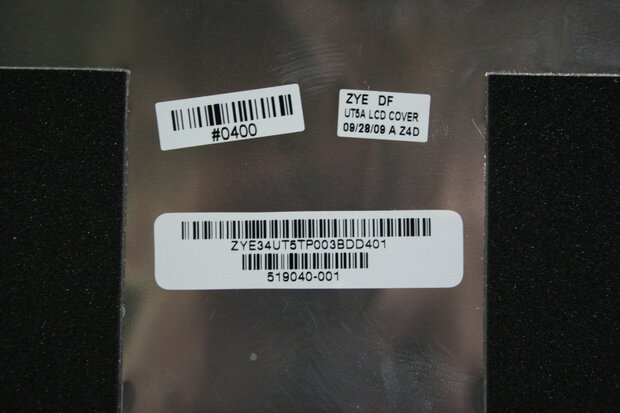 #0400
ZYE DF
UT5A LCD COVER
09/28/09 A Z4D
ZYE34UT5TP003BDD401
519040-001